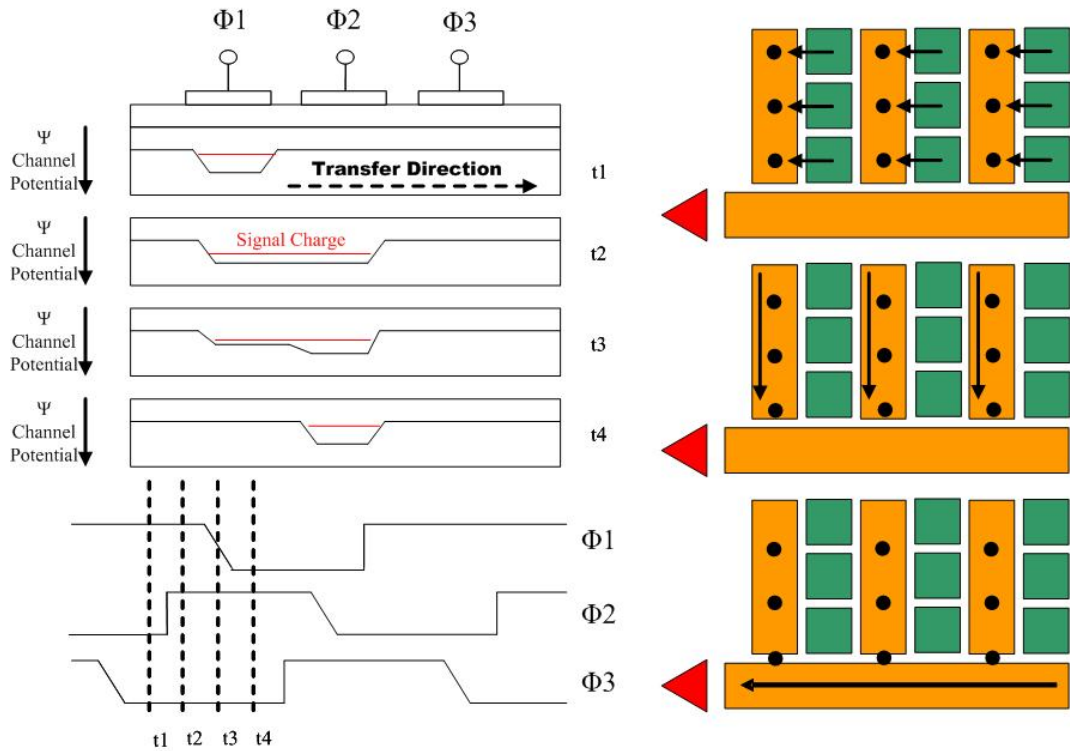 Φ1 Φ2 Φ3
Ψ
Channel
Potential
Transfer Direction
t1
Ψ
Channel
Potential
Signal Charge
t2
Ψ
Channel
Potential
t3
Ψ
Channel
Potential
t4
Φ1
Φ2
Φ3
t1 t2 t3 t4